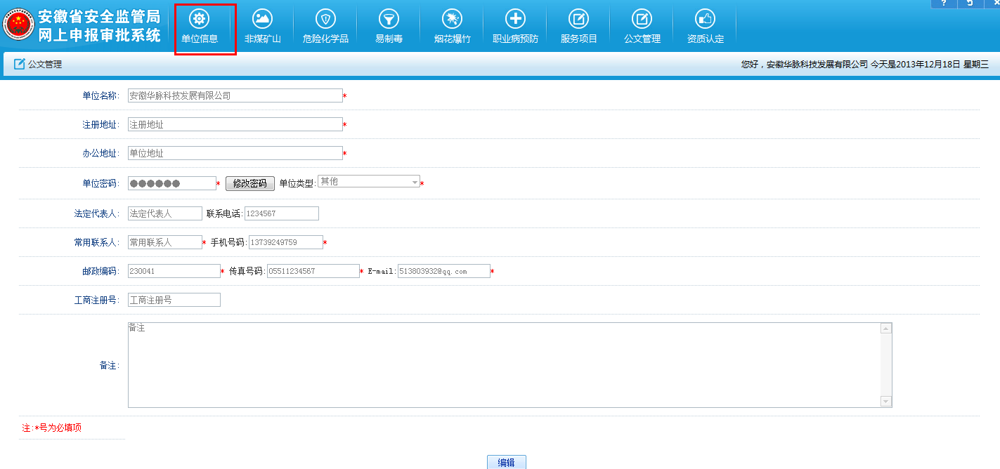 安徽省安全监管局
网上申报审批系统
单位信息
非煤矿山
危险化学品
易制毒
烟花爆竹
职业病预防
服务项目
公文管理
资质认定
公文管理
您好，安徽华脉科技发展有限公司 今天是2013年12月18日 星期三
单位名称: 安徽华脉科技发展有限公司*
注册地址: 注册地址*
办公地址: 单位地址*
单位密码: ●●●●●●* 修改密码 单位类型: 其他*
法定代表人: 法定代表人 联系电话: 1234567
常用联系人: 常用联系人* 手机号码: 13739249759*
邮政编码: 230041* 传真号码: 05511234567* E-mail: 513803932@qq.com*
工商注册号: 工商注册号
备注
备注:
注:*号为必填项
编辑